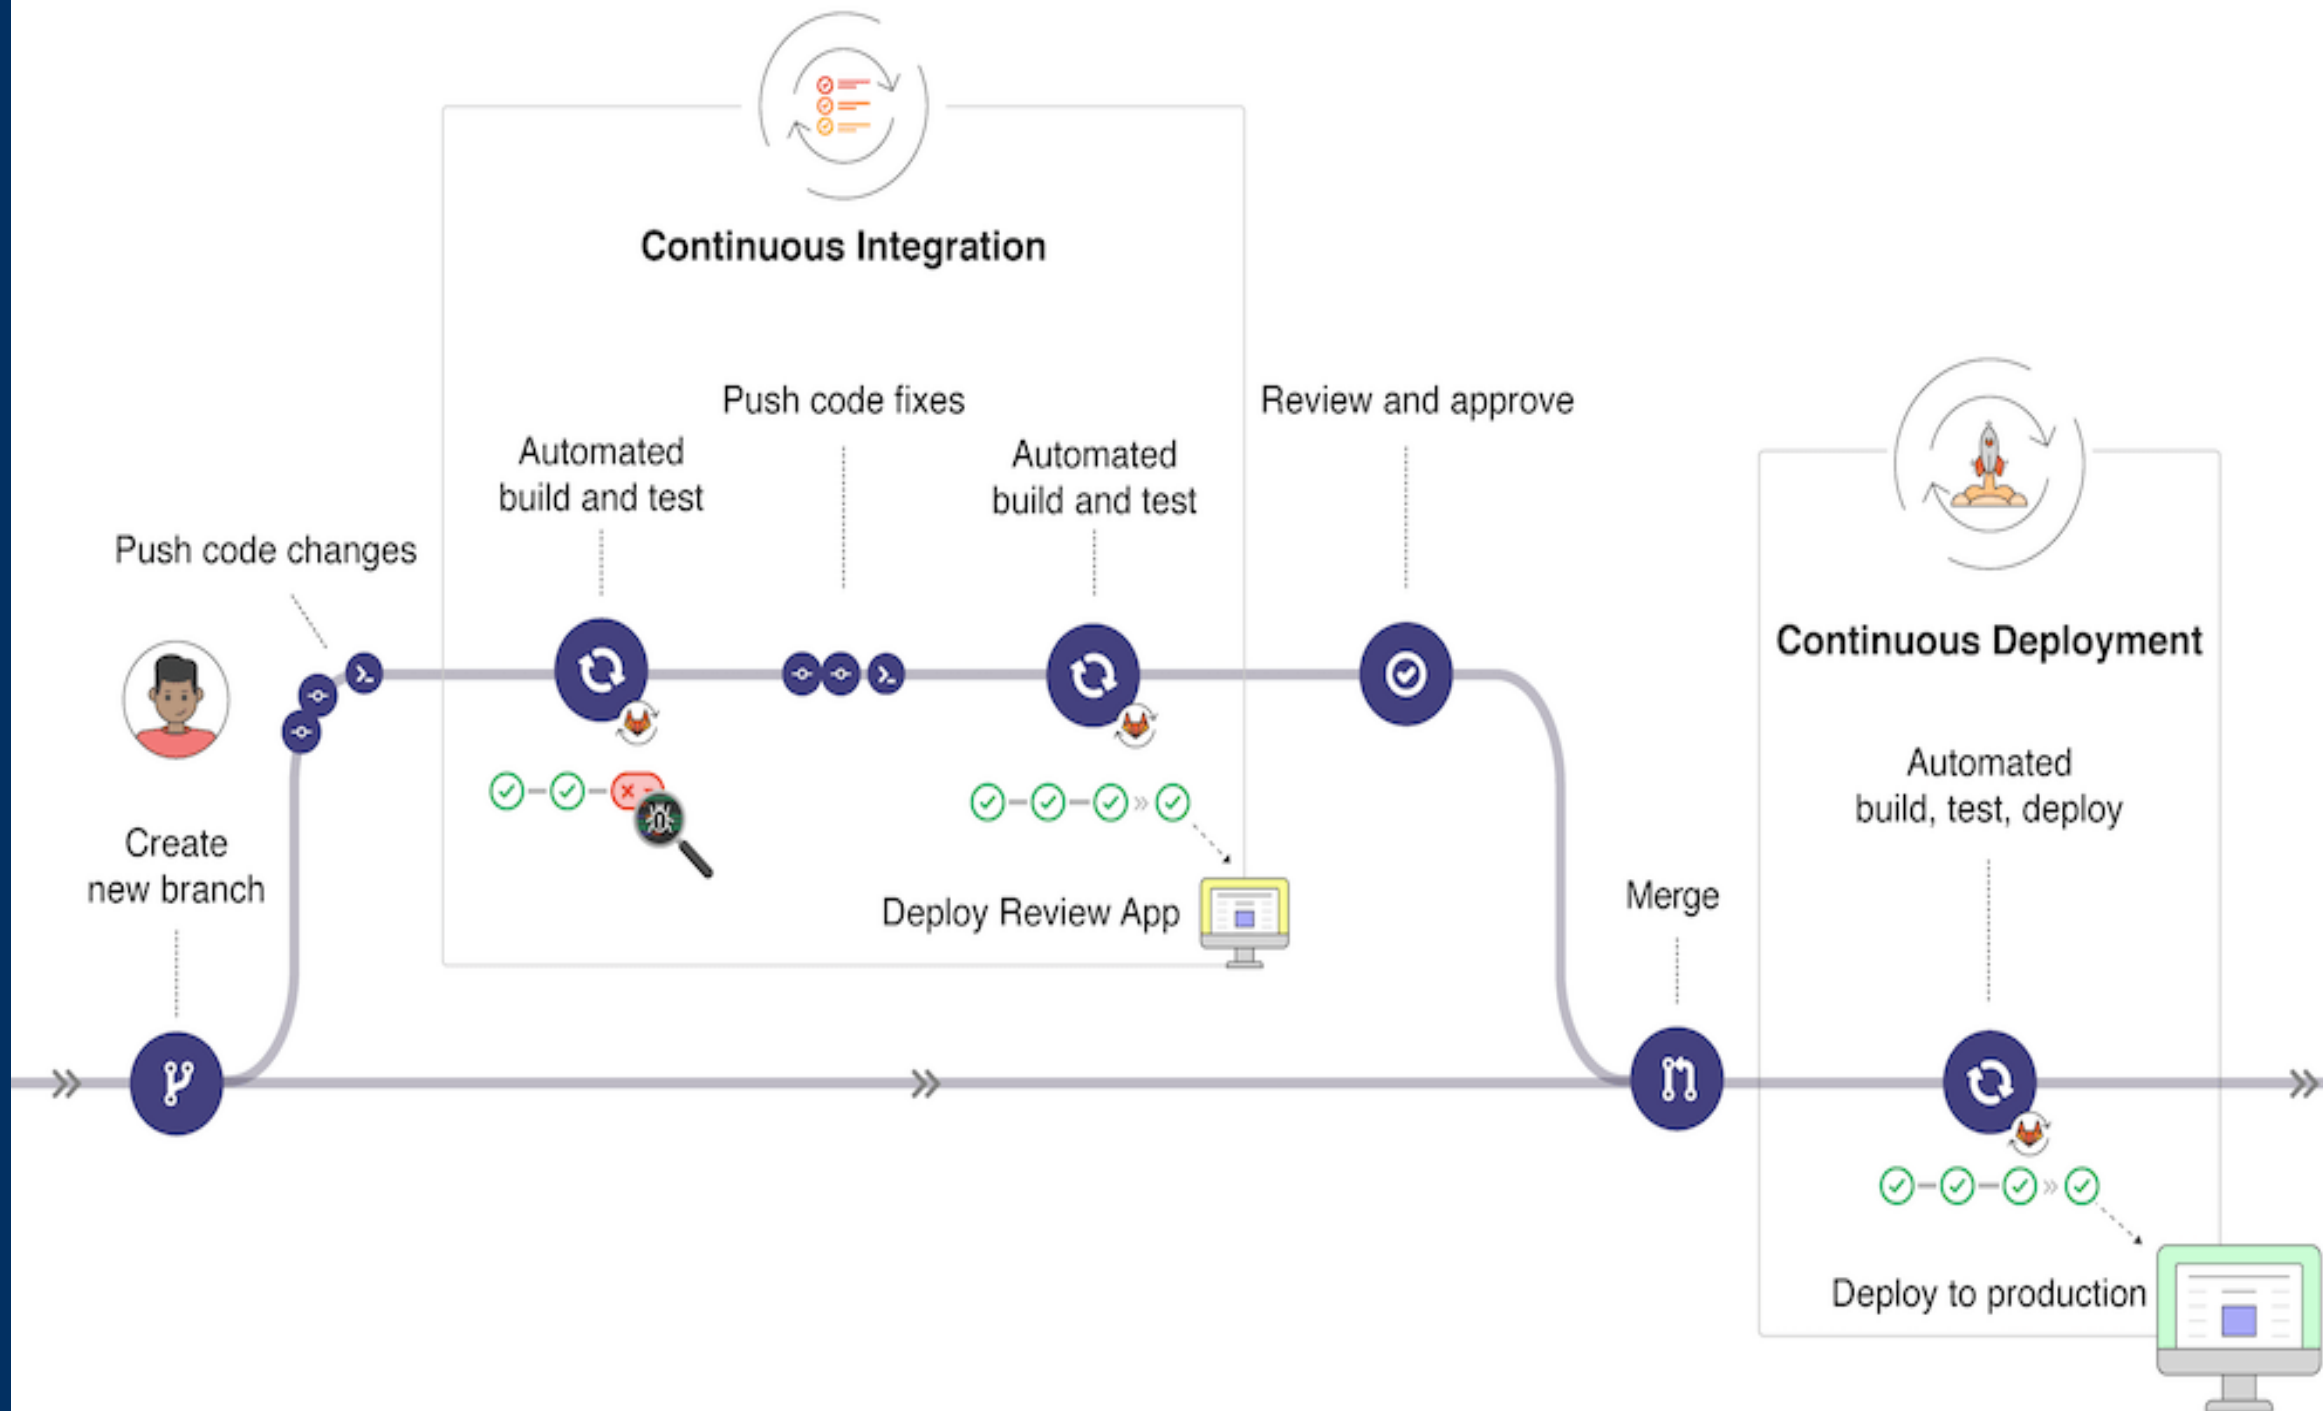 Continuous Integration
Push code fixes
Review and approve
Automated
build and test
Automated
build and test
Push code changes
Continuous Deployment
Automated
build, test, deploy
Create
new branch
Merge
Deploy Review App
Deploy to production